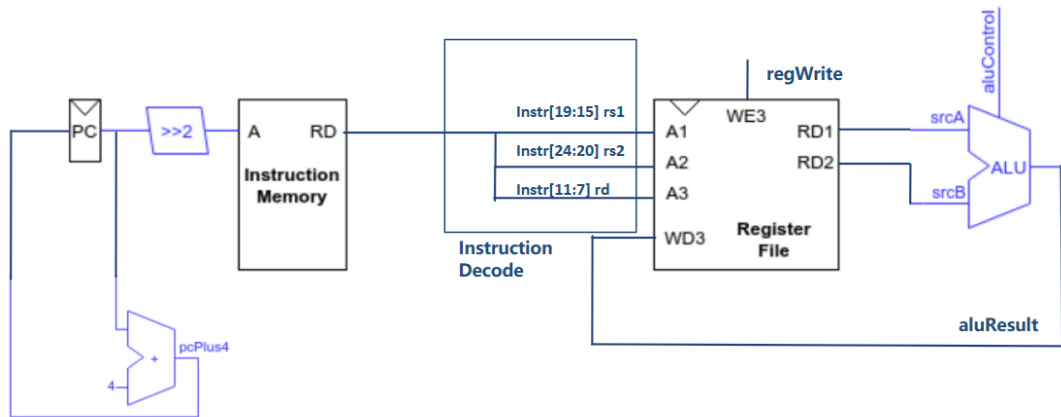 aluControl
regWrite
PC
>>2
A
RD
Instruction
Memory
Instr[19:15] rs1
Instr[24:20] rs2
Instr[11:7] rd
Instruction
Decode
WE3
A1
RD1
A2
RD2
A3
WD3
Register
File
srcA
ALU
srcB
aluResult
pcPlus4
+
4